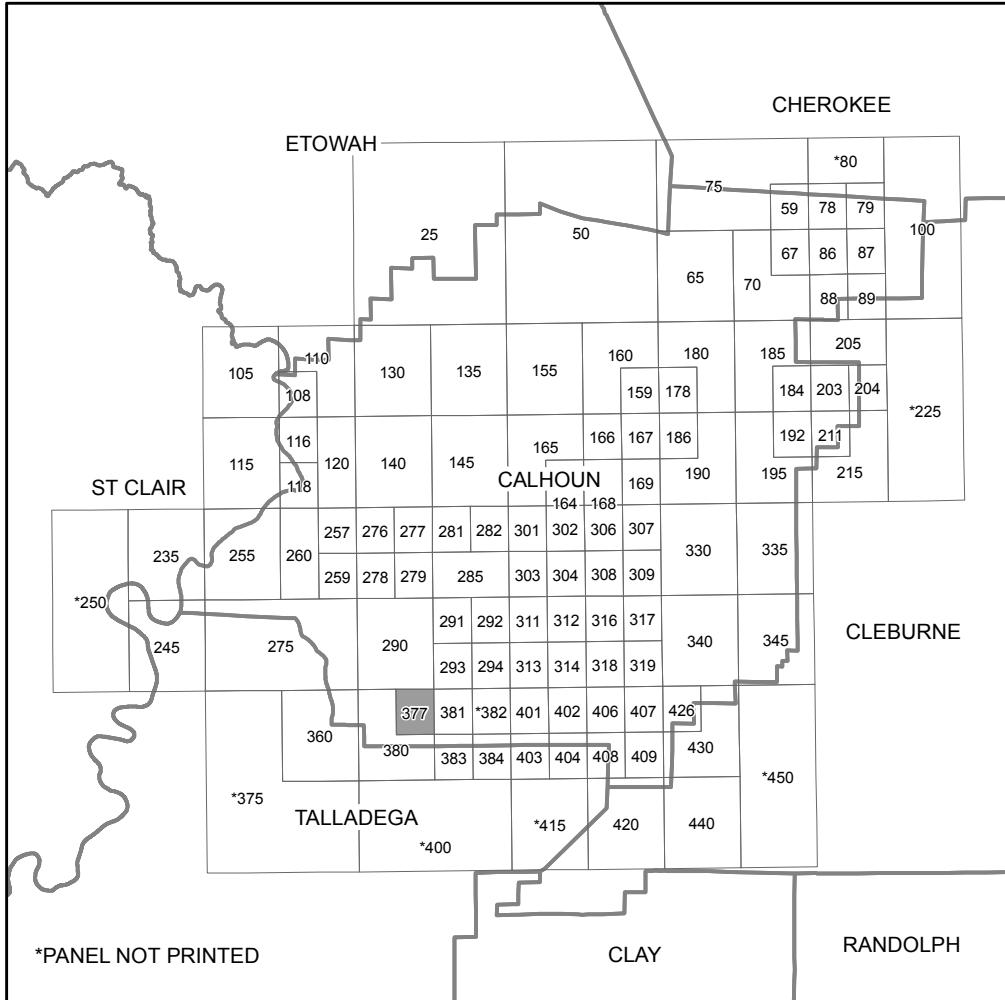 CHEROKEE
ETOWAH
*80
75
59 78 79
25 50 100
67 86 87
65 70
88 89
110 160 180 185 205
105 130 135 155
108 159 178 184 203 204
*225
116 165 166 167 186 192 211
115 120 140 145 190 195 215
ST CLAIR 118 CALHOUN 169
164 168
257 276 277 281 282 301 302 306 307
235 255 260 330 335
259 278 279 285 303 304 308 309
*250
291 292 311 312 316 317
245 275 290 340 345 CLEBURNE
293 294 313 314 318 319
377 381 *382 401 402 406 407 426
360 380 430
383 384 403 404 408 409
*375 *450
TALLADEGA *415 420 440
*400
*PANEL NOT PRINTED CLAY RANDOLPH